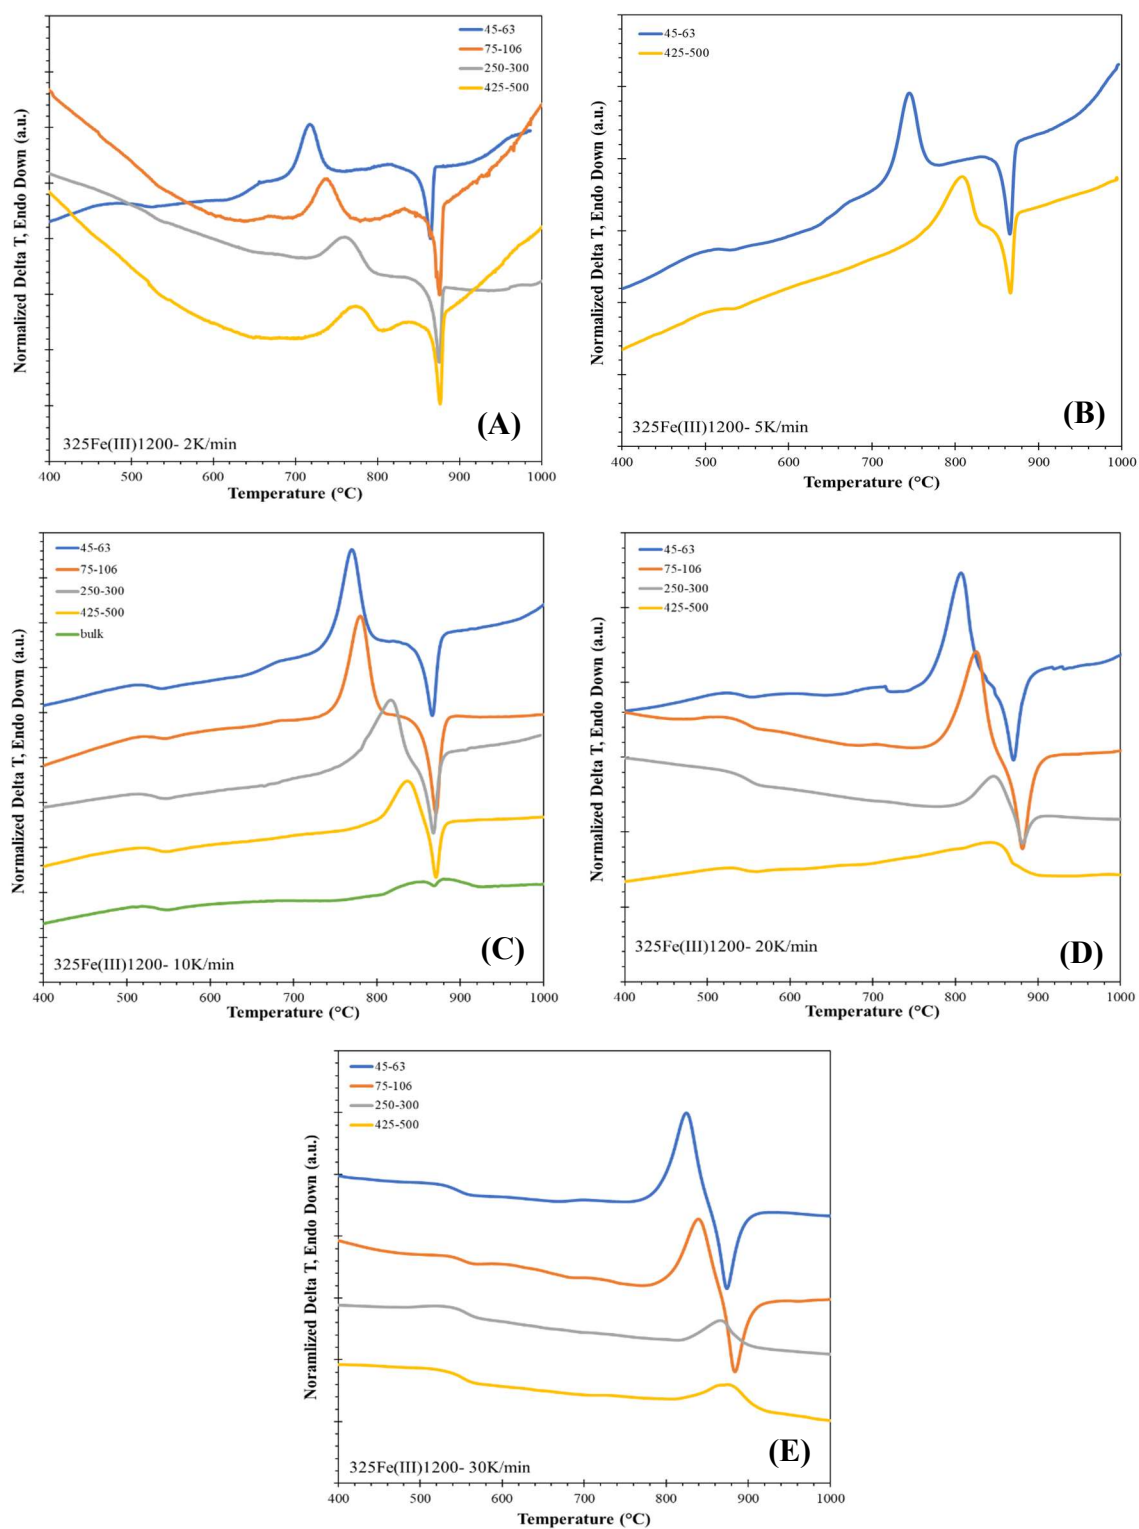 45-63
75-106
250-300
425-500
Normalized Delta T, Endo Down (a.u.)
(A)
325Fe(III)1200- 2K/min
400 500 600 700 800 900 1000
Temperature (°C)
45-63
425-500
Normalized Delta T, Endo Down (a.u.)
(B)
325Fe(III)1200- 5K/min
400 500 600 700 800 900 1000
Temperature (°C)
45-63
75-106
250-300
425-500
bulk
Normalized Delta T, Endo Down (a.u.)
(C)
325Fe(III)1200- 10K/min
400 500 600 700 800 900 1000
Temperature (°C)
45-63
75-106
250-300
425-500
Normalized Delta T, Endo Down (a.u.)
(D)
325Fe(III)1200- 20K/min
400 500 600 700 800 900 1000
Temperature (°C)
45-63
75-106
250-300
425-500
Noramlized Delta T, Endo Down (a.u.)
(E)
325Fe(III)1200- 30K/min
400 500 600 700 800 900 1000
Temperature (°C)